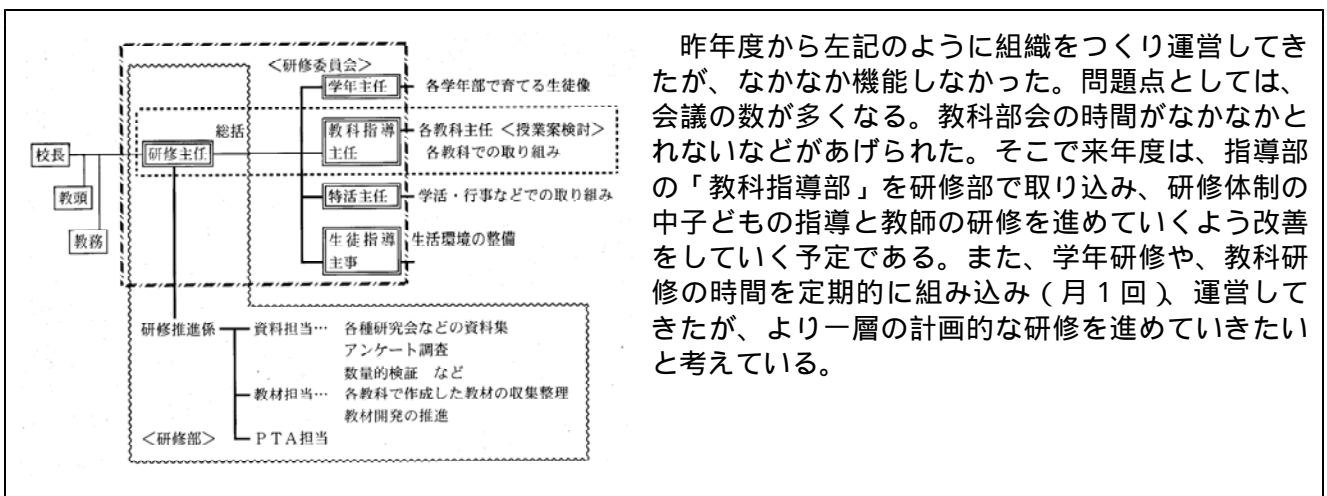 <研修委員会>
学年主任
各学年部で育てる生徒像
総括
教科指導
主任
各教科主任 <授業案検討>
各教科での取り組み
校長
研修主任
教頭
特活主任
学活・行事などでの取り組み
教務
生徒指導
主事
生活環境の整備
研修推進係
資料担当… 各種研究会などの資料集
アンケート調査
数量的検証 など
教材担当… 各教科で作成した教材の収集整理
教材開発の推進
<研修部>
PTA担当
昨年度から左記のように組織をつくり運営してき
たが、なかなか機能しなかった。問題点としては、
会議の数が多くなる。教科部会の時間がなかなかと
れないなどがあげられた。そこで来年度は、指導部
の「教科指導部」を研修部で取り込み、研修体制の
中子どもの指導と教師の研修を進めていくよう改善
をしていく予定である。また、学年研修や、教科研
修の時間を定期的に組み込み(月1回)、運営して
きたが、より一層の計画的な研修を進めていきたい
と考えている。